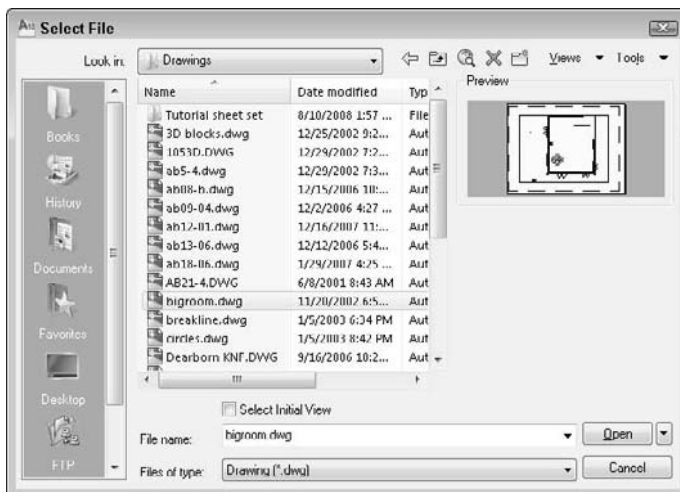 Select File
Look in: Drawings Views Tools
Name Date modified Typ
Preview
Tutorial sheet set 8/10/2008 1:57 ... File
3D blocks.dwg 12/25/2002 9:2... Aut
1053D.DWG 12/29/2002 7:2... Aut
ab5-4.dwg 12/29/2002 7:3... Aut
ab08-b.dwg 12/15/2006 10:... Aut
ab09-04.dwg 12/2/2006 4:27 ... Aut
ab12-01.dwg 12/16/2007 11:... Aut
ab13-06.dwg 12/12/2006 5:4... Aut
ab18-06.dwg 1/29/2007 4:25 ... Aut
AB21-4.DWG 6/8/2001 8:43 AM Aut
bigroom.dwg 11/20/2002 6:5... Aut
breakline.dwg 1/5/2003 6:34 PM Aut
circles.dwg 1/5/2003 8:42 PM Aut
Dearborn KNF.DWG 9/16/2006 10:2... Aut
Books
History
Documents
Favorites
Desktop
FTP
Select Initial View
File name: bigroom.dwg Open
Files of type: Drawing (*.dwg) Cancel